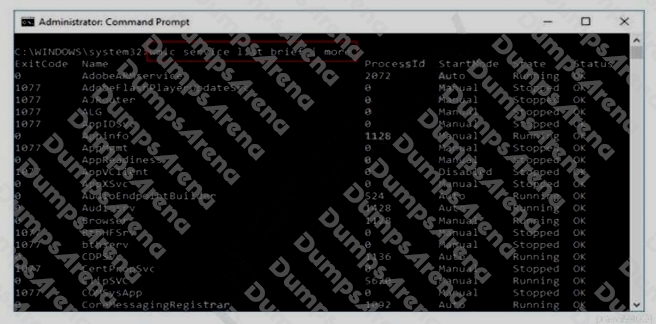 Administrator: Command Prompt
C:\WINDOWS\system32>wmic service list brief | more
ExitCode Name ProcessId StartMode State Status
0 AdobeARMservice 2072 Auto Running OK
1077 AdobeFlashPlayerUpdateSvc 0 Manual Stopped OK
1077 AJRouter 0 Manual Stopped OK
1077 ALG 0 Manual Stopped OK
1077 AppIDSvc 0 Manual Stopped OK
0 Appinfo 1128 Manual Running OK
1077 AppMgmt 0 Manual Stopped OK
0 AppReadiness 0 Manual Stopped OK
1077 AppVClient 0 Disabled Stopped OK
0 AppXSvc 0 Manual Stopped OK
0 AudioEndpointBuilder 524 Auto Running OK
0 Audiosrv Auto Running OK
0 Browser Manual Running OK
1077 BthHFSrv 0 Manual Stopped OK
1077 bthserv 0 Manual Stopped OK
0 CDPSvc 1136 Auto Running OK
1077 CertPropSvc 0 Manual Stopped OK
0 ClipSVC Manual Running OK
1077 COMSysApp 0 Manual Stopped OK
0 CoreMessagingRegistrar 1092 Auto Running OK
DumpsArena